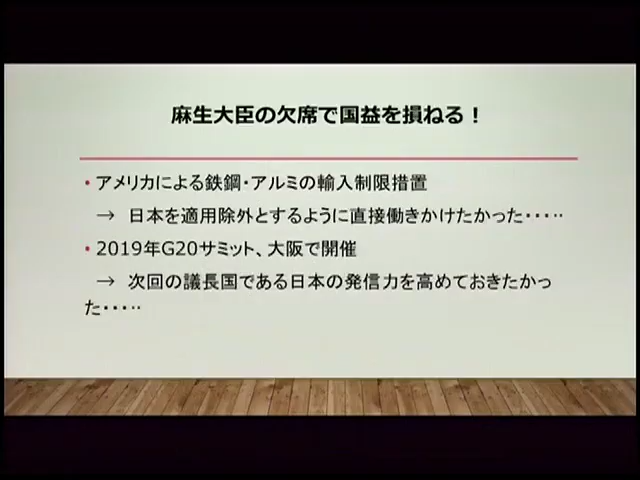 麻生大臣の欠席で国益を損ねる！
・アメリカによる鉄鋼・アルミの輸入制限措置
→ 日本を適用除外とするように直接働きかけたかった・・・‥
・2019年G20サミット、大阪で開催
→ 次回の議長国である日本の発信力を高めておきたかっ
た・・・‥